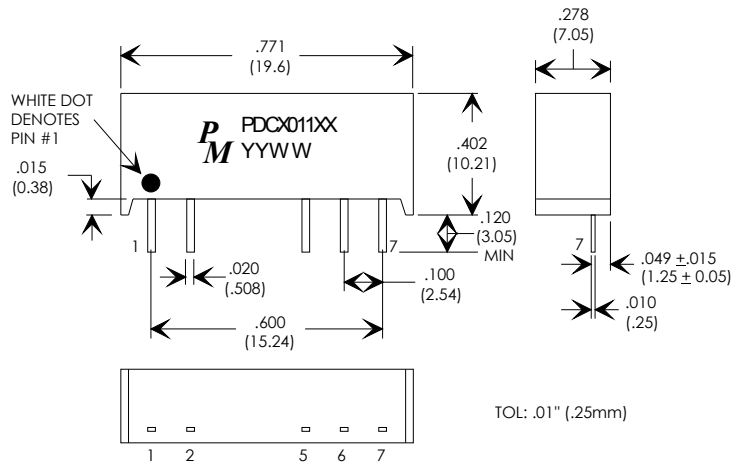 .278
(7.05)
.771
(19.6)
WHITE DOT
DENOTES
PIN #1
PM
PDCX011XX
YYWW
.402
(10.21)
.015
(0.38)
.120
(3.05)
MIN
1
7
7
.049 ±.015
(1.25 ± 0.05)
.020
(.508)
.100
(2.54)
.010
(.25)
.600
(15.24)
TOL: .01" (.25mm)
1 2 5 6 7